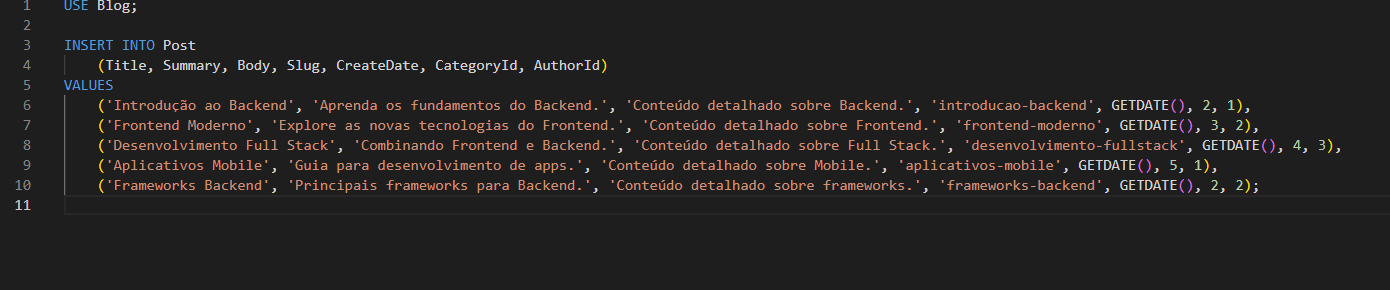 1 USE Blog;
2
3 INSERT INTO Post
4 (Title, Summary, Body, Slug, CreateDate, CategoryId, AuthorId)
5 VALUES
6 ('Introdução ao Backend', 'Aprenda os fundamentos do Backend.', 'Conteúdo detalhado sobre Backend.', 'introducao-backend', GETDATE(), 2, 1),
7 ('Frontend Moderno', 'Explore as novas tecnologias do Frontend.', 'Conteúdo detalhado sobre Frontend.', 'frontend-moderno', GETDATE(), 3, 2),
8 ('Desenvolvimento Full Stack', 'Combinando Frontend e Backend.', 'Conteúdo detalhado sobre Full Stack.', 'desenvolvimento-fullstack', GETDATE(), 4, 3),
9 ('Aplicativos Mobile', 'Guia para desenvolvimento de apps.', 'Conteúdo detalhado sobre Mobile.', 'aplicativos-mobile', GETDATE(), 5, 1),
10 ('Frameworks Backend', 'Principais frameworks para Backend.', 'Conteúdo detalhado sobre frameworks.', 'frameworks-backend', GETDATE(), 2, 2);
11